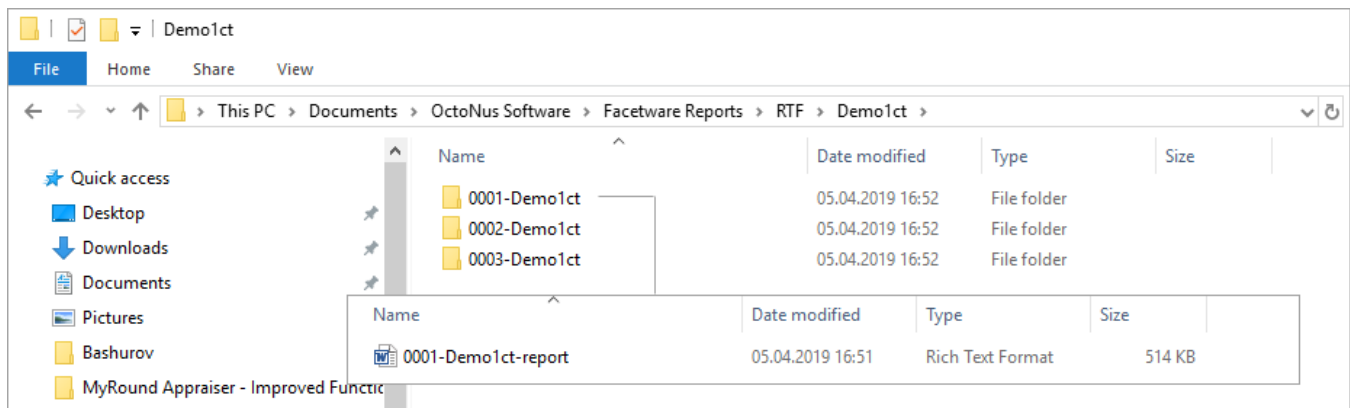 Demo1ct
File Home Share View
This PC > Documents > OctoNus Software > Facetware Reports > RTF > Demo1ct >
Name Date modified Type Size
Quick access
0001-Demo1ct 05.04.2019 16:52 File folder
Desktop
0002-Demo1ct 05.04.2019 16:52 File folder
Downloads
0003-Demo1ct 05.04.2019 16:52 File folder
Documents
Pictures
Name Date modified Type Size
Bashurov
0001-Demo1ct-report 05.04.2019 16:51 Rich Text Format 514 KB
MyRound Appraiser - Improved Functic